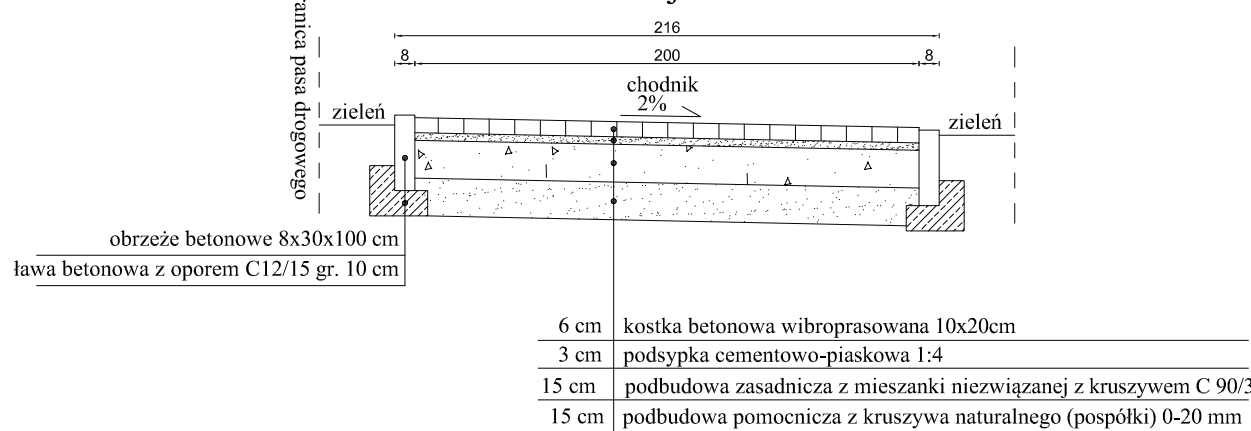 216
8 200 8
chodnik
2%
zieleń
zieleń
pasa drogowego
obrzeże betonowe 8x30x100 cm
ława betonowa z oporem C12/15 gr. 10 cm
6 cm kostka betonowa wibroprasowana 10x20cm
3 cm podsypka cementowo-piaskowa 1:4
15 cm podbudowa zasadnicza z mieszanki niezwiązanej z kruszywem C 90/3
15 cm podbudowa pomocnicza z kruszywa naturalnego (pospółki) 0-20 mm